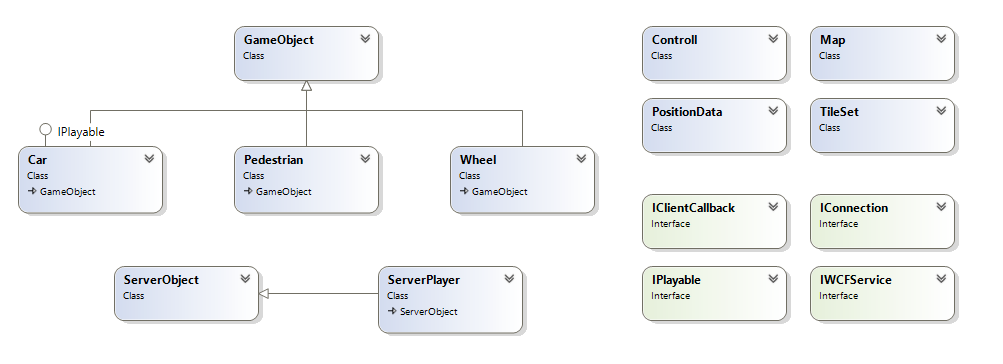 GameObject
Class
Controll
Class
Map
Class
PositionData
Class
TileSet
Class
IPlayable
Car
Class
GameObject
Pedestrian
Class
GameObject
Wheel
Class
GameObject
IClientCallback
Interface
IConnection
Interface
ServerObject
Class
ServerPlayer
Class
ServerObject
IPlayable
Interface
IWCFService
Interface